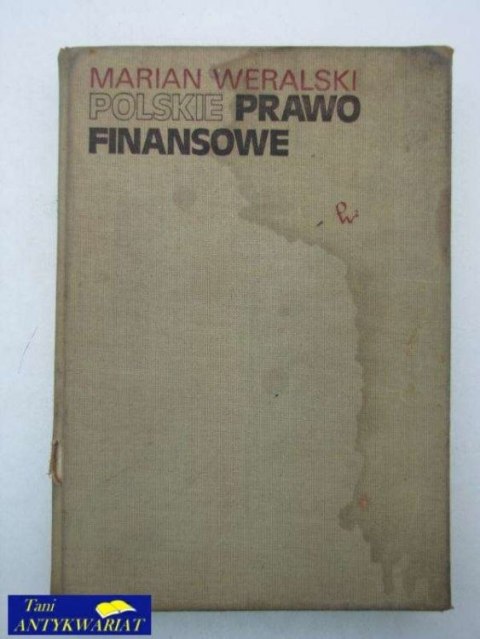 MARIAN WERALSKI
POLSKIE PRAWO
FINANSOWE
Tani
ANTYKWARIAT